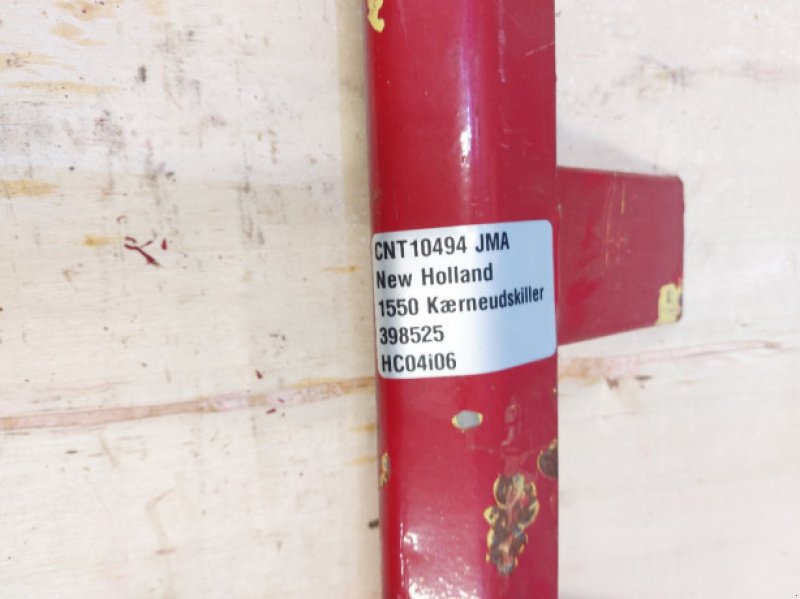 CNT10494 JMA
New Holland
1550 Kærneudskiller
398525
HC04i06